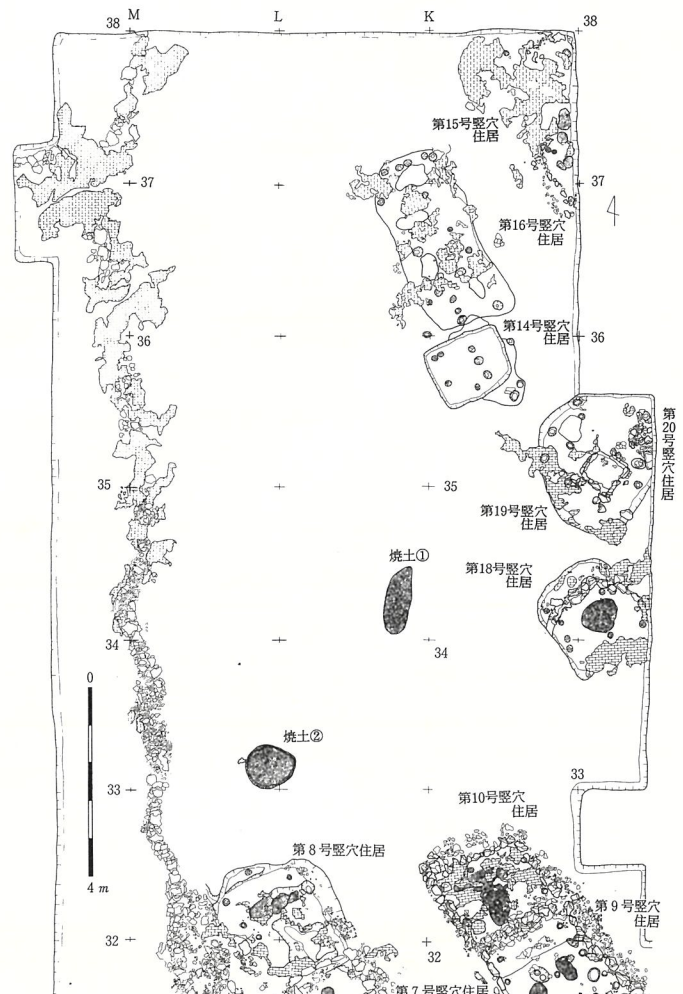 38 M L K 38
第15号竪穴
住居
37 37
第16号竪穴
住居
第14号竪穴
住居
36 36
第20号竪穴住居
35 35
第19号竪穴
住居
焼土①
第18号竪穴
住居
34 34
0
焼土②
33 33
第10号竪穴
住居
第8号竪穴住居
4 m
第9号竪穴
住居
32 32
第7号竪穴住居